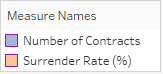 Measure Names
Number of Contracts
Surrender Rate (%)